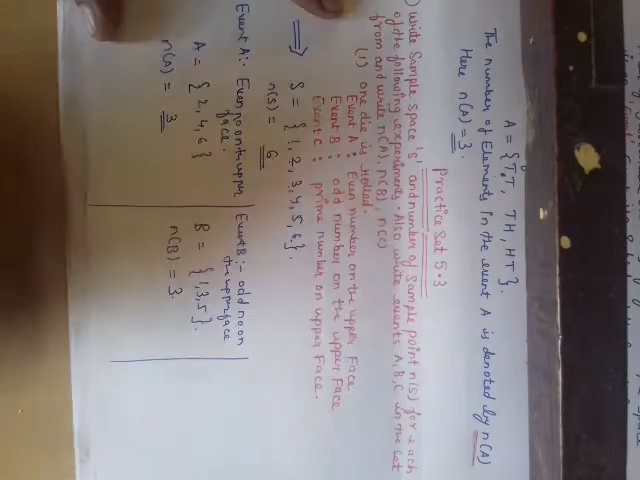 A = {TT, TH, HT}.
The number of Elements in the event A is denoted by n(A)
Here n(A) = 3.
Practice Set 5.3
) write Sample Space 'S' and number of Sample point n(s) for each
of the following experiments. Also write events A, B, C in the Set
from and write n(A), n(B), n(c)
(1) One die is rolled.
Event A : Even number on the upper Face
Event B : odd number on the upper Face
Event C : prime number on upper Face.
⟹ S = {1, 2, 3, 4, 5, 6}.
n(S) = 6
Event A :- Even no on the upper
face.
A = {2, 4, 6}
n(A) = 3
Event B :- odd no on
the upper face
B = {1, 3, 5}.
n(B) = 3.